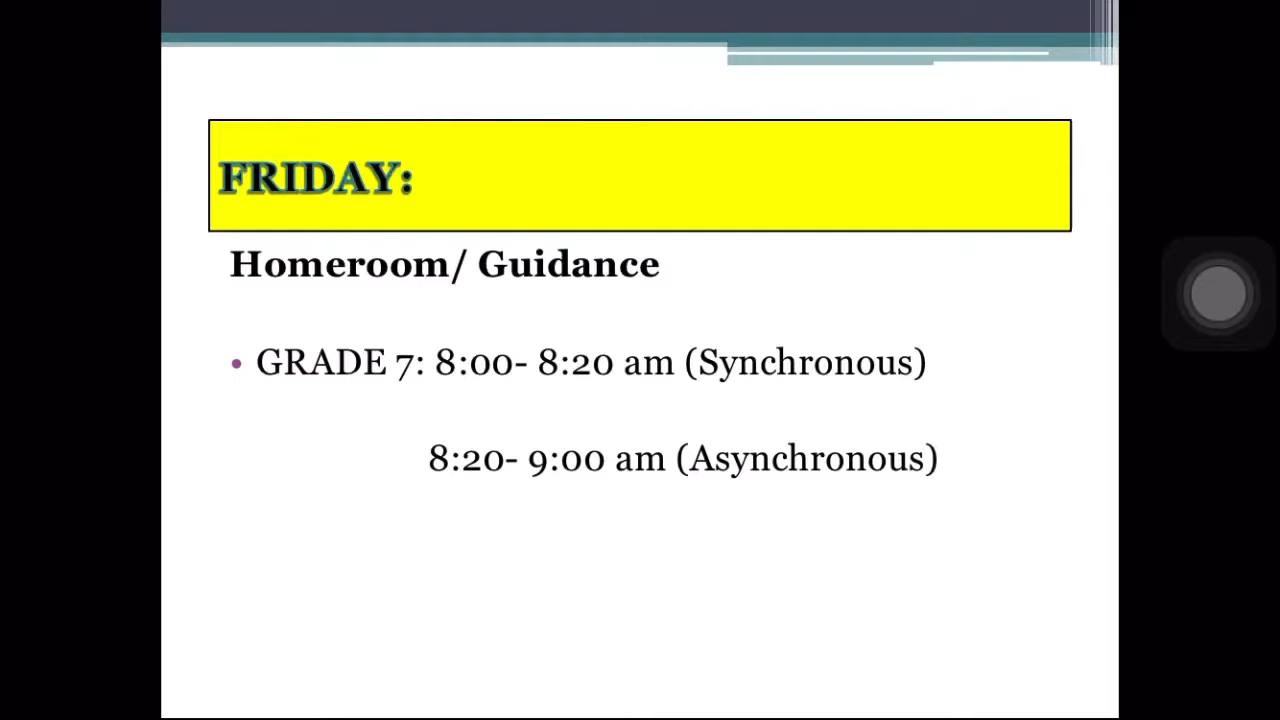 FRIDAY:
Homeroom/ Guidance
• GRADE 7: 8:00- 8:20 am (Synchronous)
8:20- 9:00 am (Asynchronous)